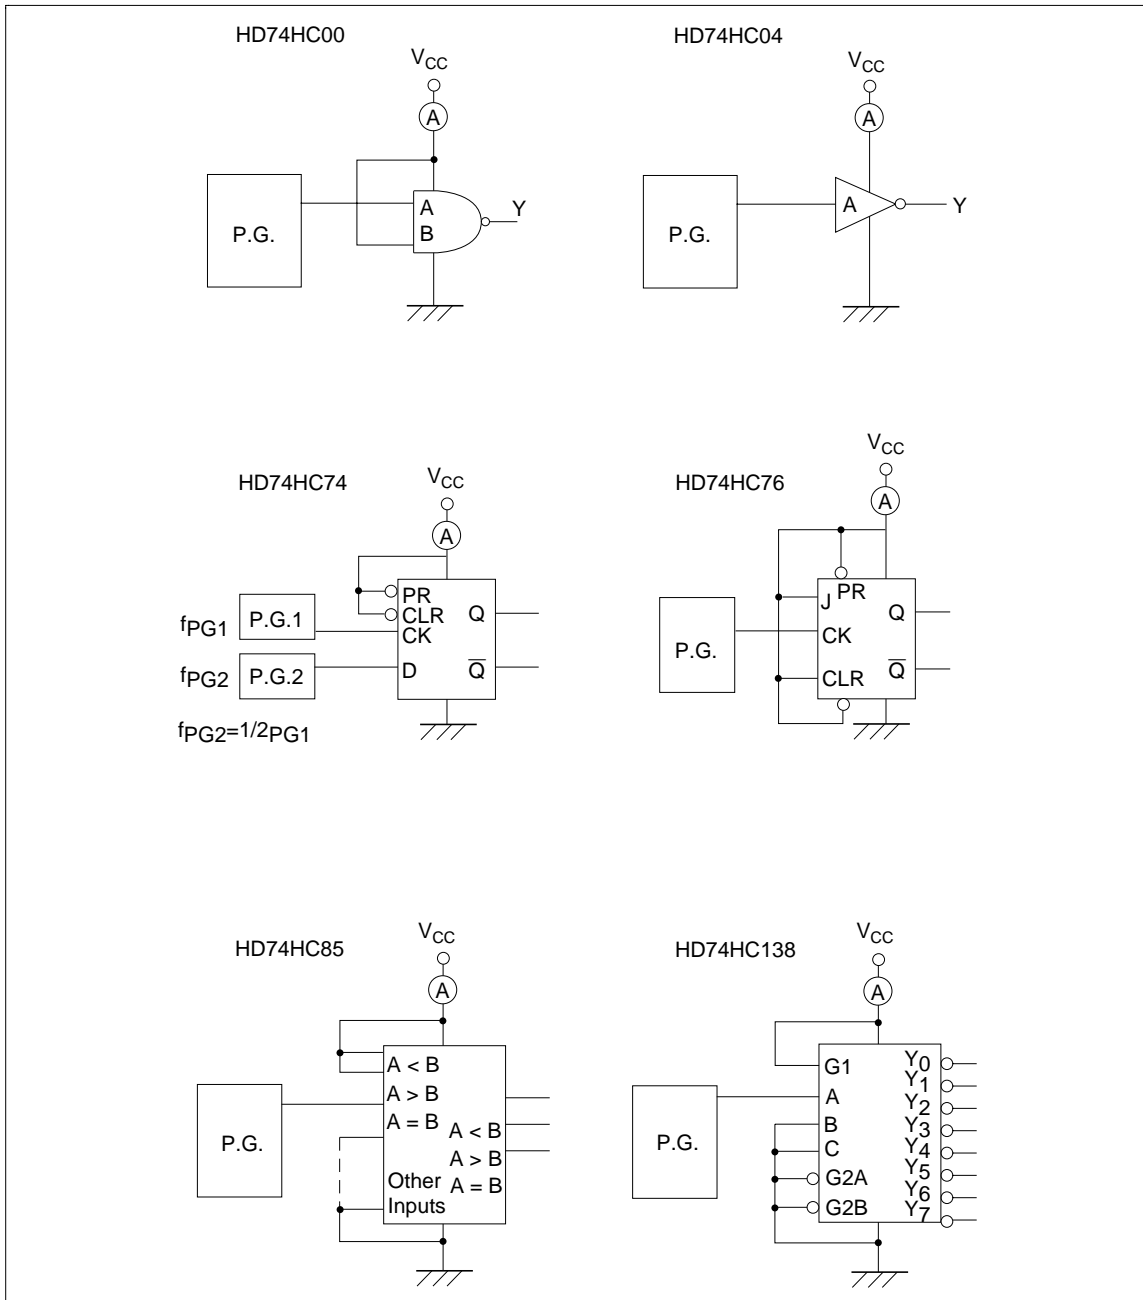 HD74HC00
VCC
A
P.G.
A
B
Y
HD74HC04
VCC
A
P.G.
A
Y
HD74HC74
VCC
A
fPG1
P.G.1
fPG2
P.G.2
fPG2=1/2PG1
PR
CLR
CK
D
Q
Q̅
HD74HC76
VCC
A
P.G.
J
PR
CK
CLR
Q
Q̅
HD74HC85
VCC
A
P.G.
A < B
A > B
A = B
Other
Inputs
A < B
A > B
A = B
HD74HC138
VCC
A
P.G.
G1
A
B
C
G2A
G2B
Y0
Y1
Y2
Y3
Y4
Y5
Y6
Y7